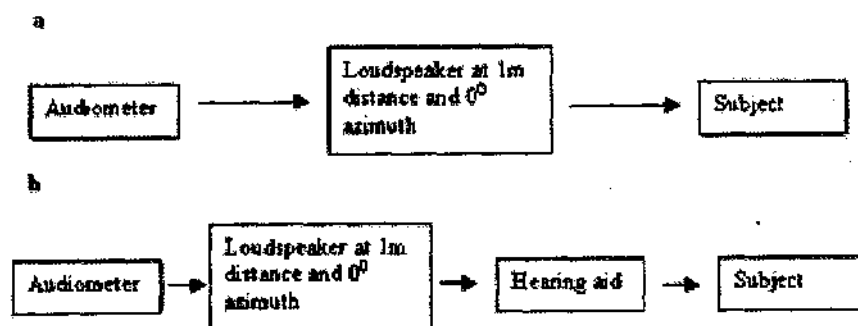 a
Audiometer
Loudspeaker at 1m
distance and 0⁰
azimuth
Subject
b
Audiometer
Loudspeaker at 1m
distance and 0⁰
azimuth
Hearing aid
Subject